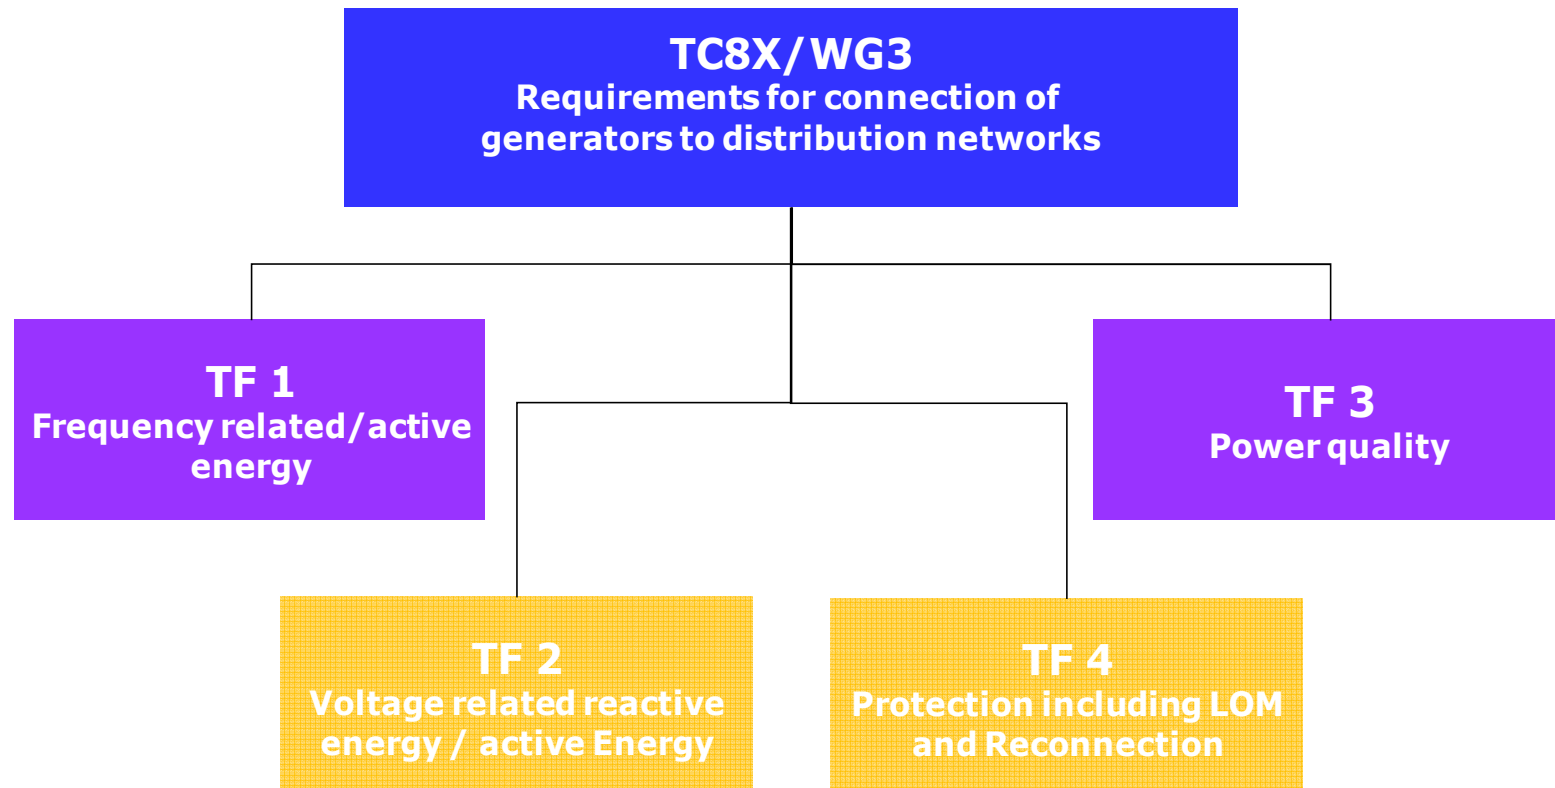 TC8X/WG3
Requirements for connection of
generators to distribution networks
TF 1
Frequency related/active
energy
TF 3
Power quality
TF 2
Voltage related reactive
energy / active Energy
TF 4
Protection including LOM
and Reconnection